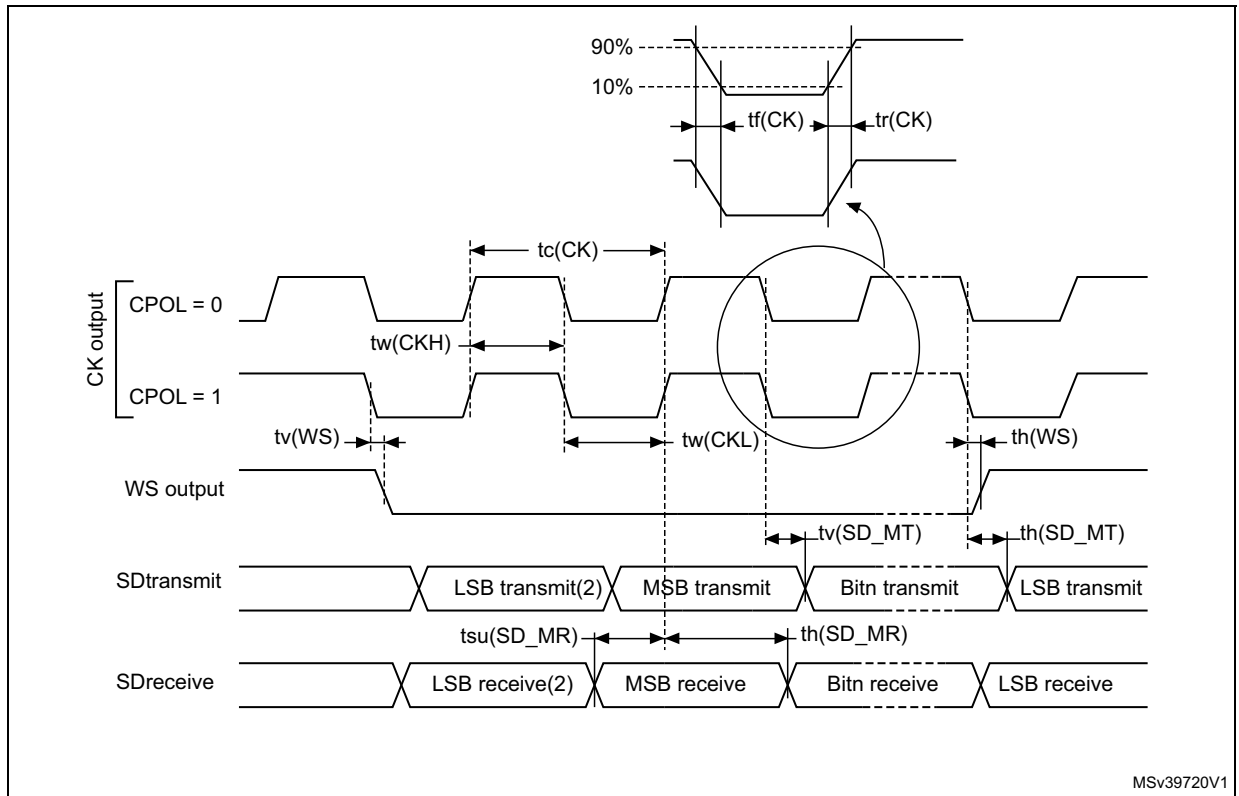 90%
10%
tf(CK)
tr(CK)
tc(CK)
CK output
CPOL = 0
tw(CKH)
CPOL = 1
tv(WS)
tw(CKL)
th(WS)
WS output
tv(SD_MT)
th(SD_MT)
SDtransmit
LSB transmit(2)
MSB transmit
Bitn transmit
LSB transmit
tsu(SD_MR)
th(SD_MR)
SDreceive
LSB receive(2)
MSB receive
Bitn receive
LSB receive
MSv39720V1